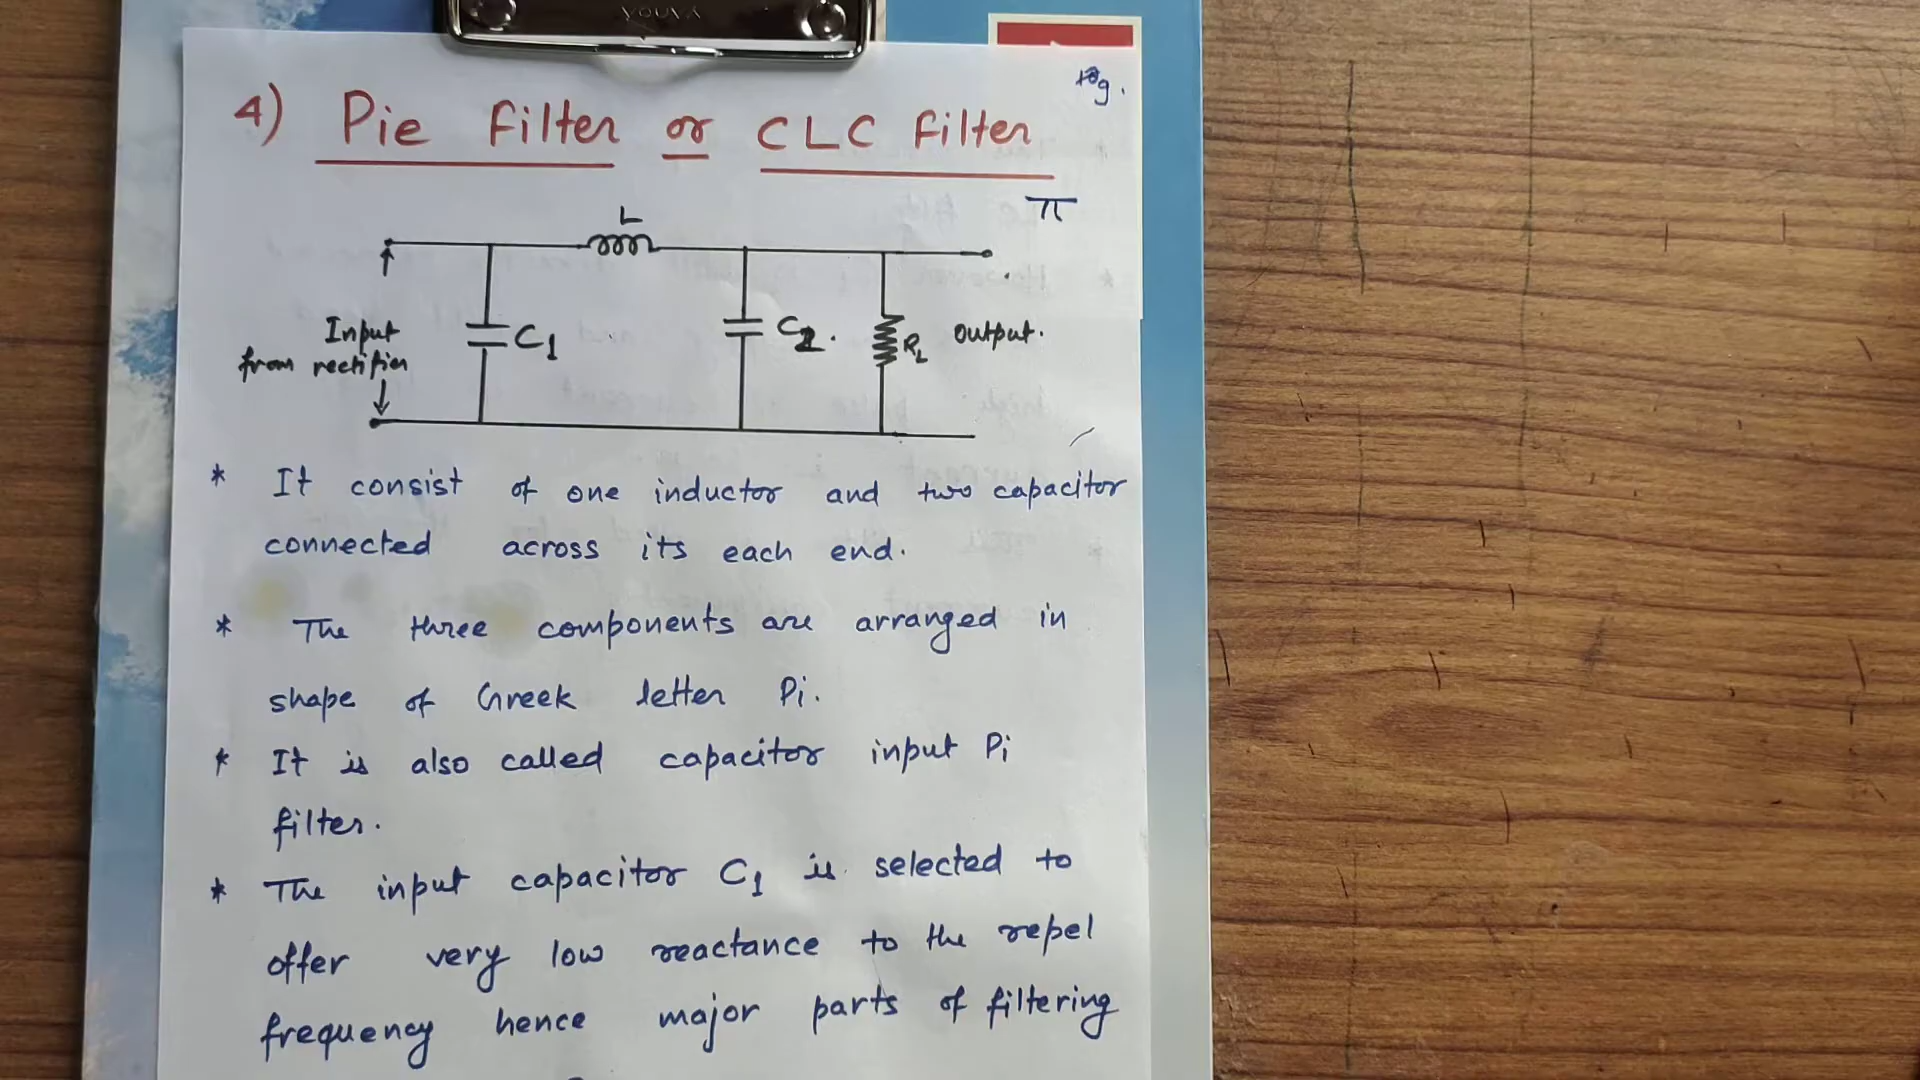 4) Pie Filter or CLC Filter
π
L
Input
from rectifier
C1
C2.
RL
output.
* It consist of one inductor and two capacitor
connected across its each end.
* The three components are arranged in
shape of Greek letter Pi.
* It is also called capacitor input Pi
filter.
* The input capacitor C1 is selected to
offer very low reactance to the repel
frequency hence major parts of filtering